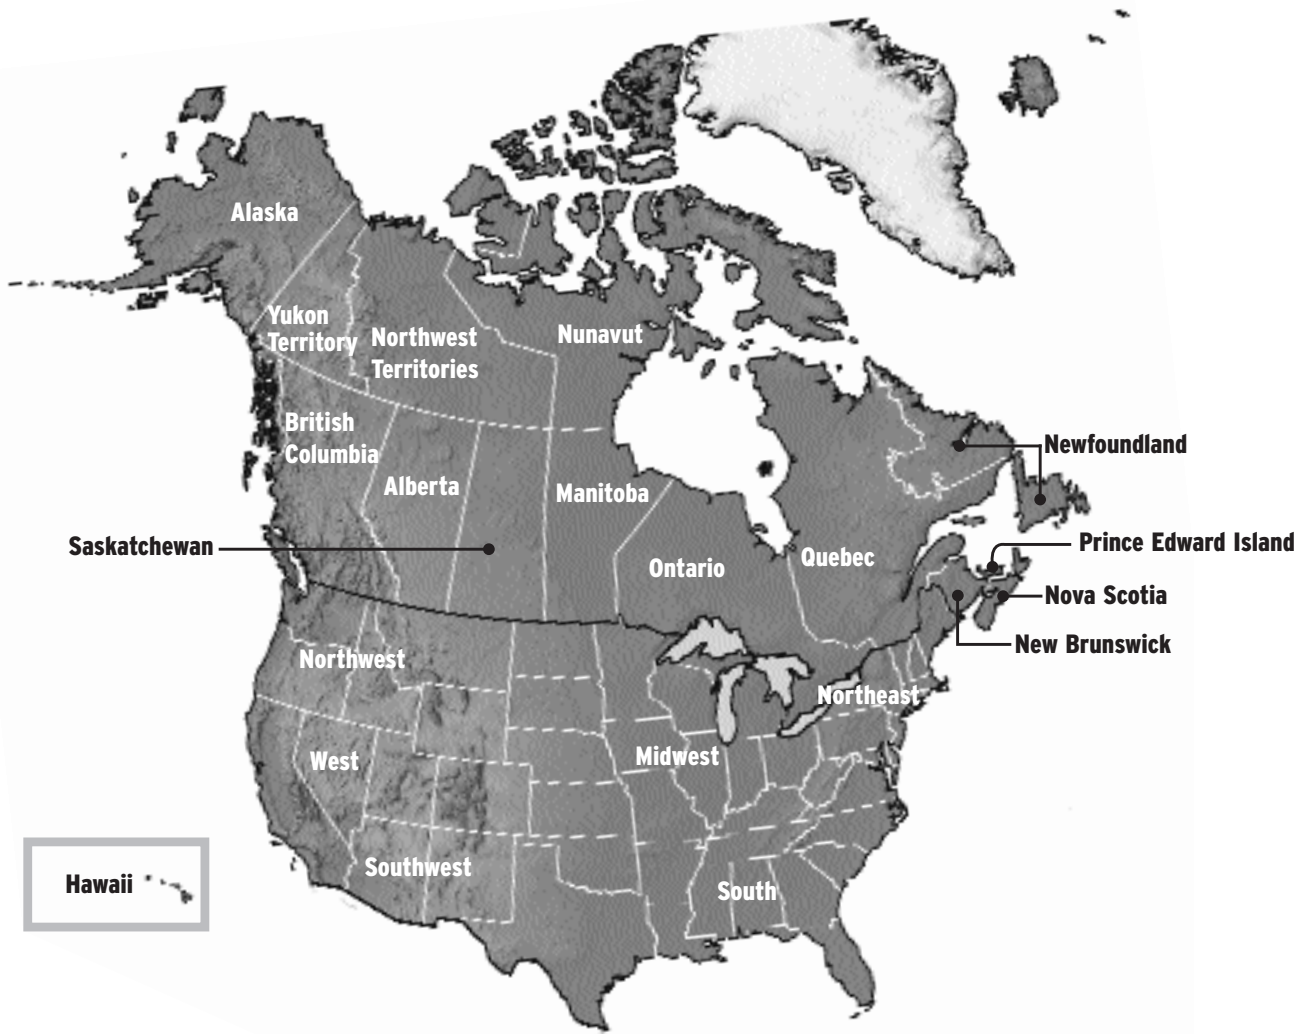 Alaska
Yukon
Territory
Northwest
Territories
Nunavut
British
Columbia
Alberta
Manitoba
Newfoundland
Saskatchewan
Ontario
Quebec
Prince Edward Island
Nova Scotia
New Brunswick
Northwest
Northeast
West
Midwest
Southwest
South
Hawaii